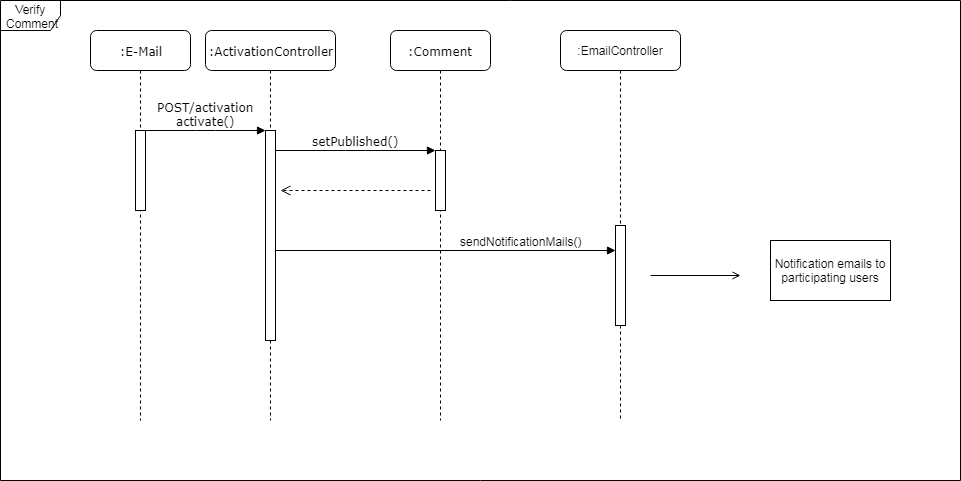 Verify
Comment
:E-Mail
:ActivationController
:Comment
:EmailController
POST/activation
activate()
setPublished()
sendNotificationMails()
Notification emails to
participating users